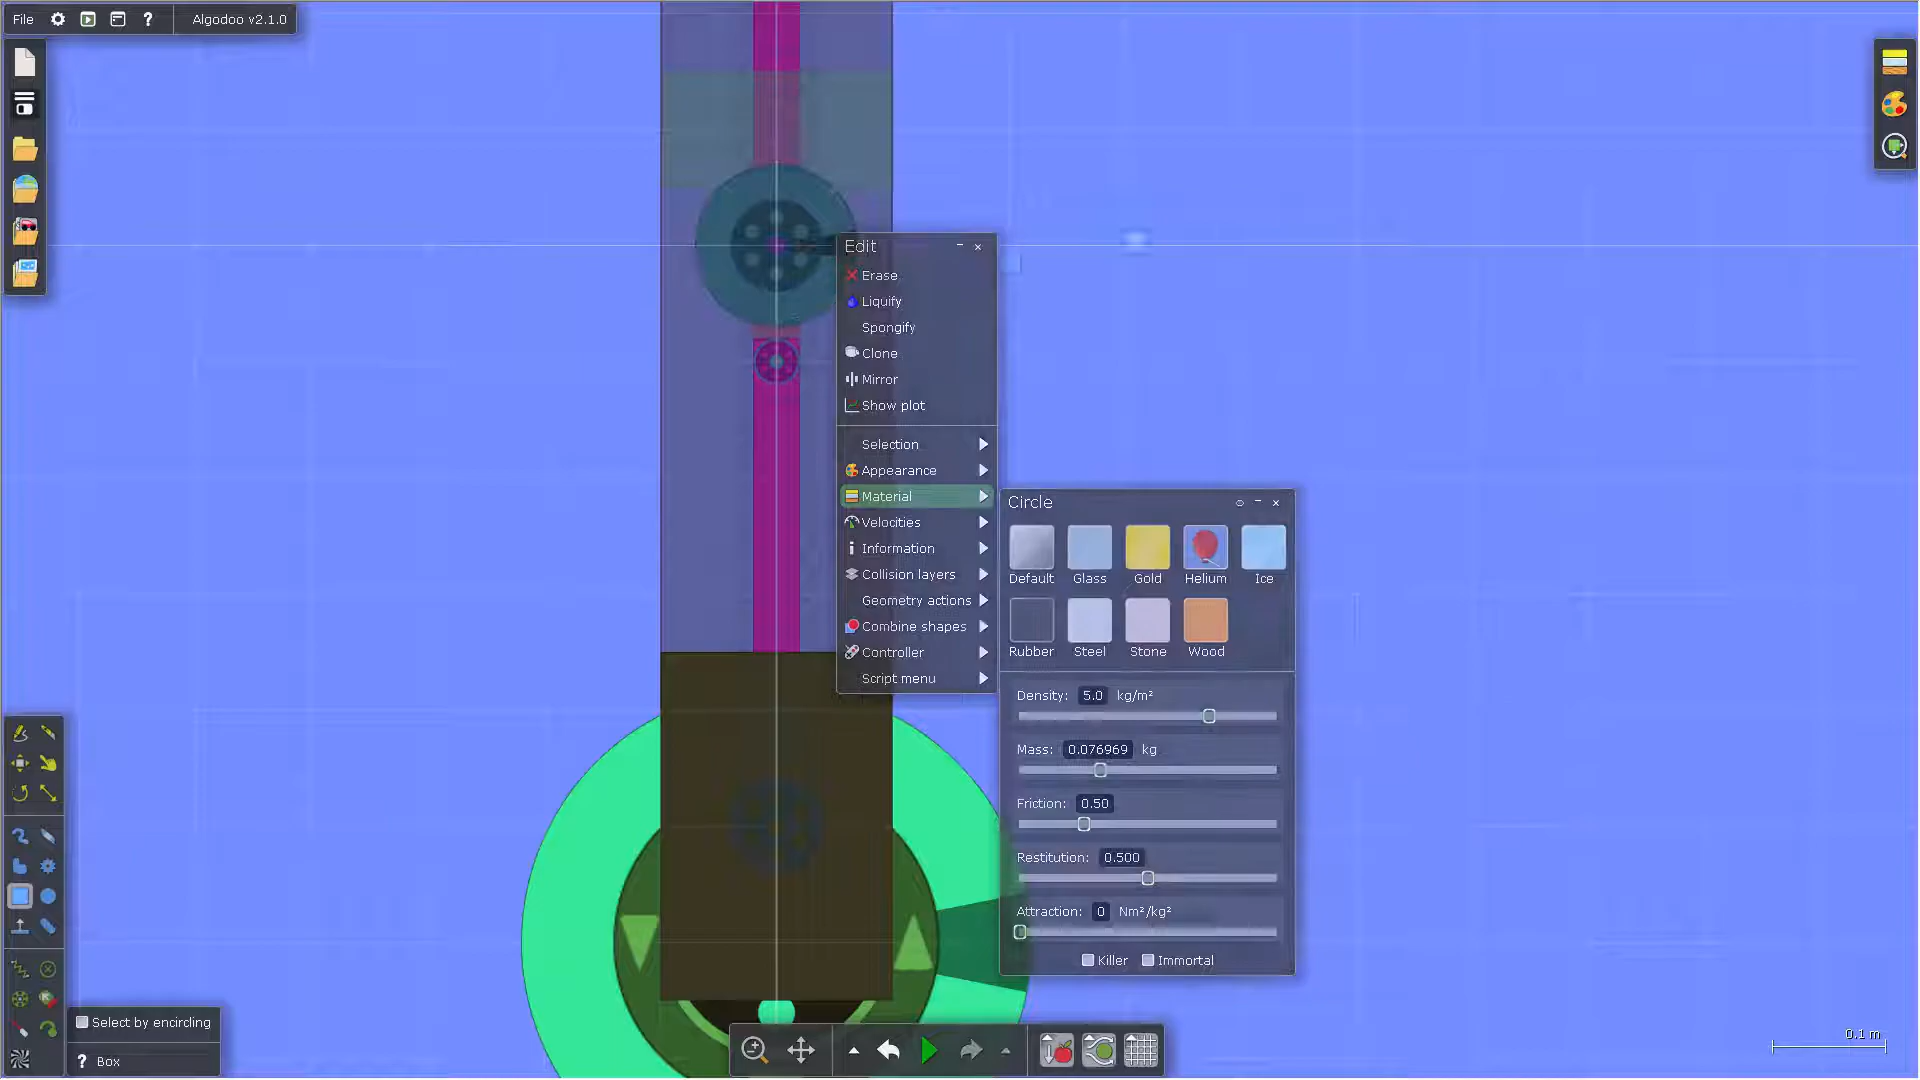 File
?
Algodoo v2.1.0
Edit
Erase
Liquify
Spongify
Clone
Mirror
Show plot
Selection
Appearance
Material
Velocities
Information
Collision layers
Geometry actions
Combine shapes
Controller
Script menu
Circle
Default Glass Gold Helium Ice
Rubber Steel Stone Wood
Density: 5.0 kg/m²
Mass: 0.076969 kg
Friction: 0.50
Restitution: 0.500
Attraction: 0 Nm²/kg²
Killer Immortal
Select by encircling
? Box
0.1 m